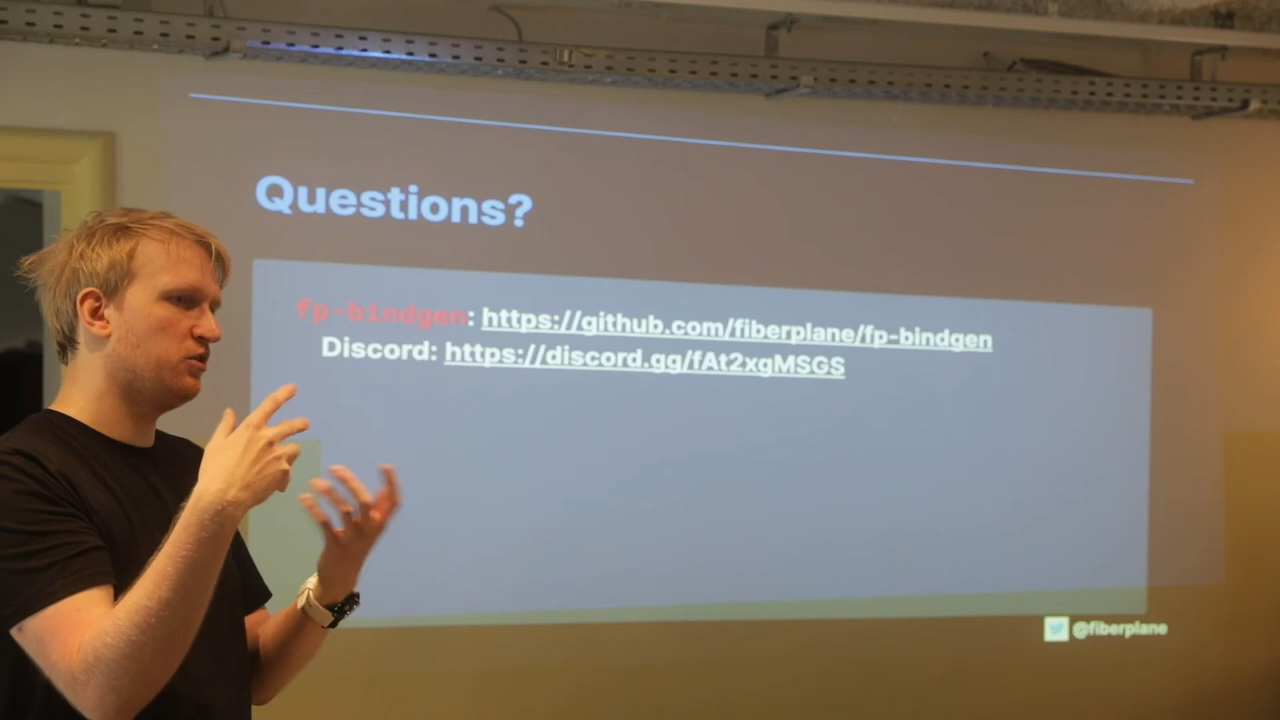 Questions?
fp-bindgen: https://github.com/fiberplane/fp-bindgen
Discord: https://discord.gg/fAt2xgMSGS
@fiberplane